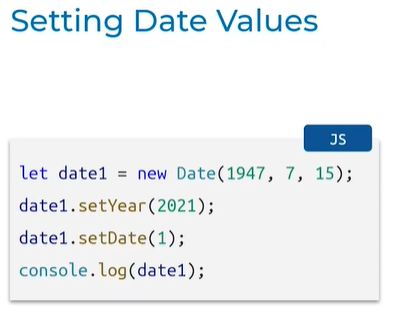 Setting Date Values
JS
let date1 = new Date(1947, 7, 15);
date1.setYear(2021);
date1.setDate(1);
console.log(date1);